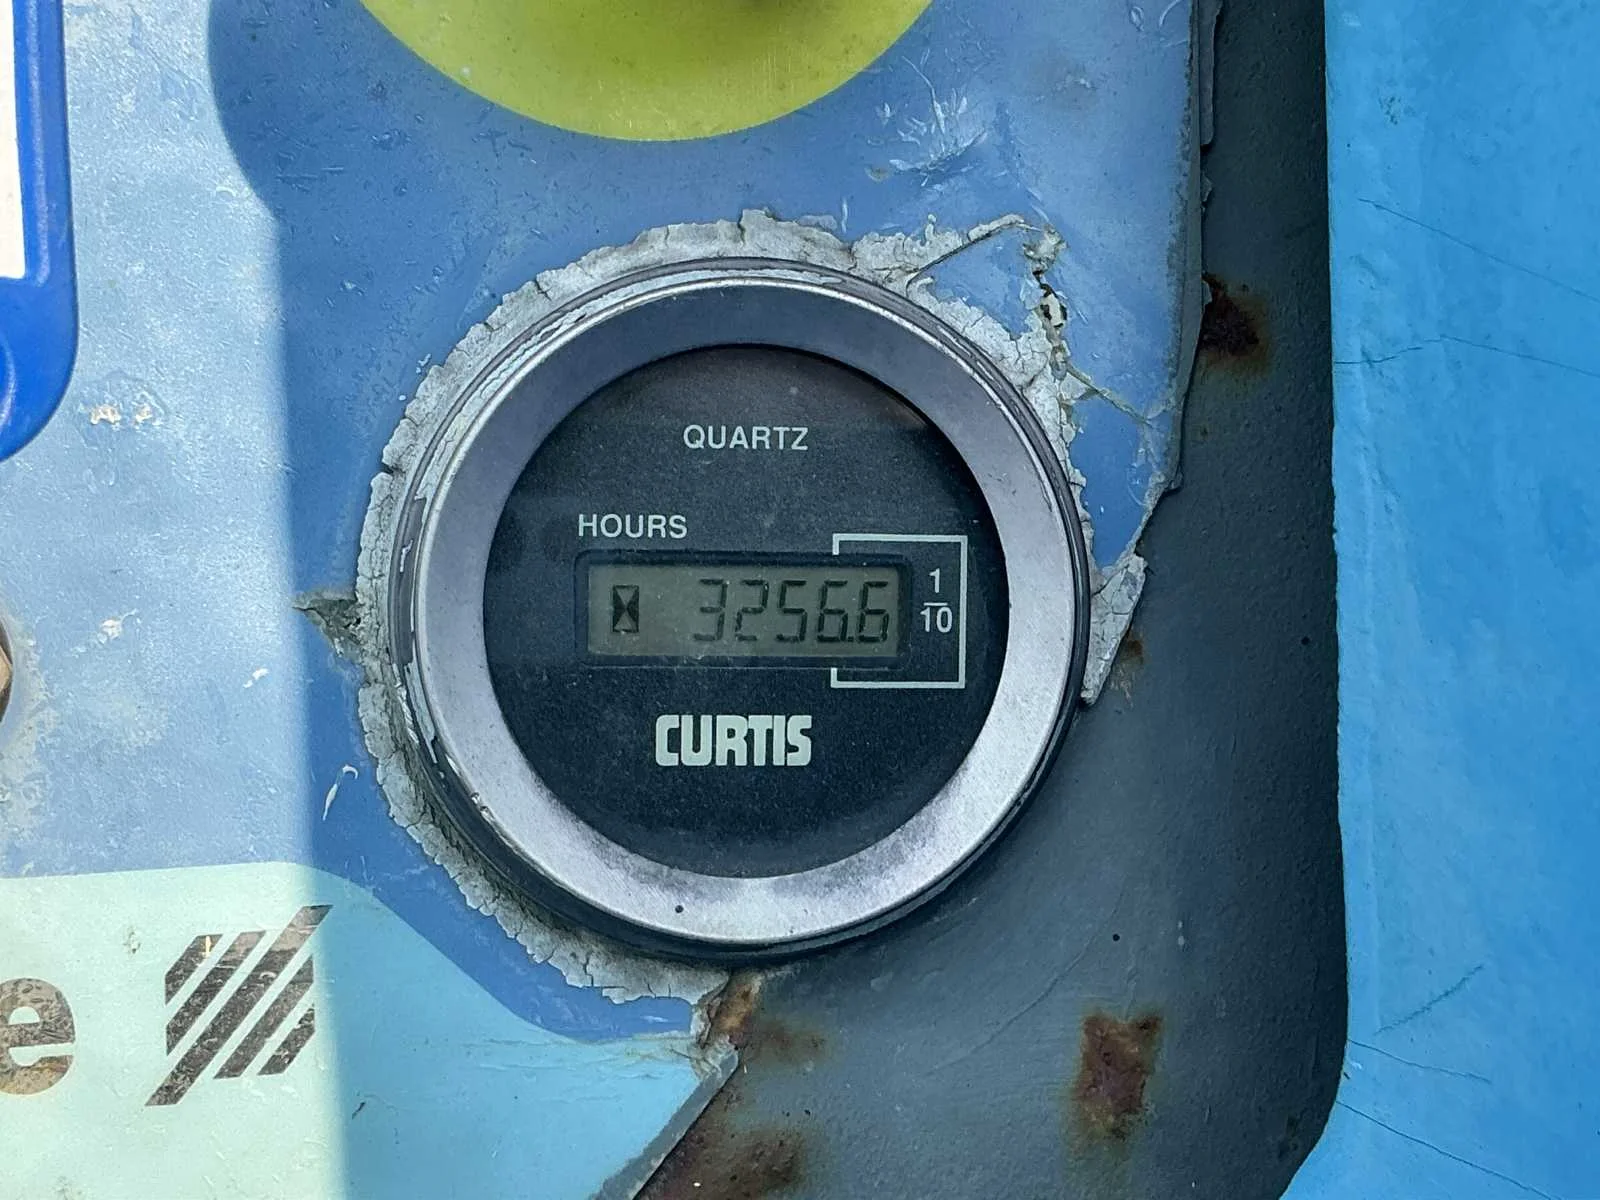 QUARTZ
HOURS
3256.6
1
10
CURTIS
e